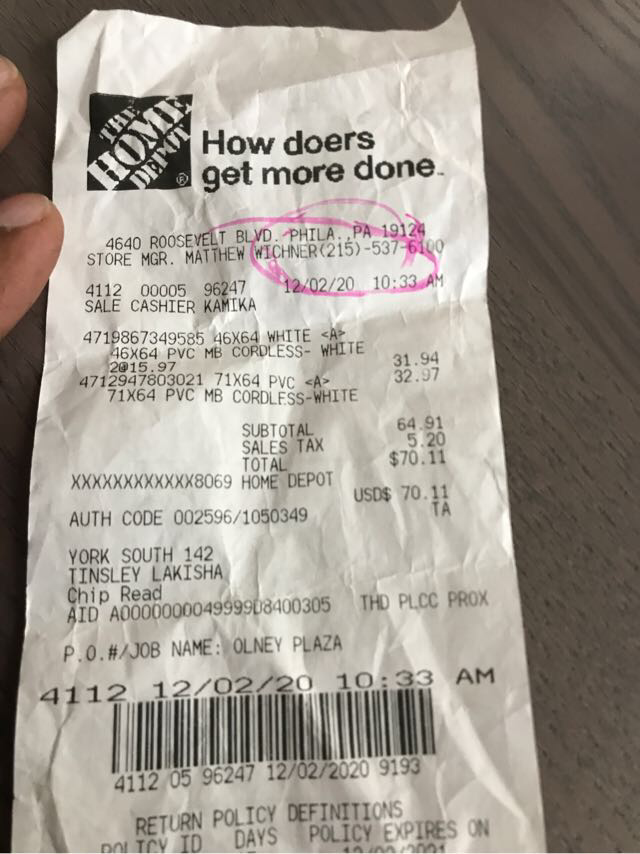 THE
HOME
DEPOT
®
How doers
get more done™
4640 ROOSEVELT BLVD. PHILA., PA 19124
STORE MGR. MATTHEW WICHNER(215)-537-6100
4112 00005 96247 12/02/20 10:33 AM
SALE CASHIER KAMIKA
4719867349585 46X64 WHITE <A>
46X64 PVC MB CORDLESS- WHITE
2@15.97 31.94
4712947803021 71X64 PVC <A> 32.97
71X64 PVC MB CORDLESS-WHITE
SUBTOTAL 64.91
SALES TAX 5.20
TOTAL $70.11
XXXXXXXXXXXX8069 HOME DEPOT
USD$ 70.11
AUTH CODE 002596/1050349 TA
YORK SOUTH 142
TINSLEY LAKISHA
Chip Read
AID A0000000049999D8400305 THD PLCC PROX
P.O.#/JOB NAME: OLNEY PLAZA
4112 12/02/20 10:33 AM
4112 05 96247 12/02/2020 9193
RETURN POLICY DEFINITIONS
POLICY ID DAYS POLICY EXPIRES ON